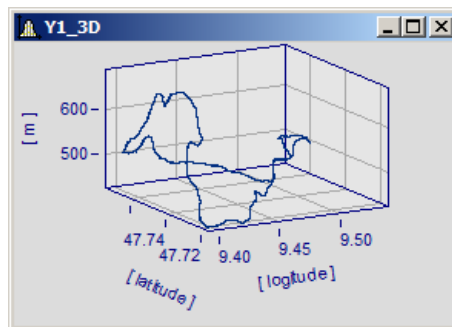 Y1_3D
600
500
[ m ]
47.74
47.72
9.40
9.45
9.50
[ latitude ]
[ logitude ]